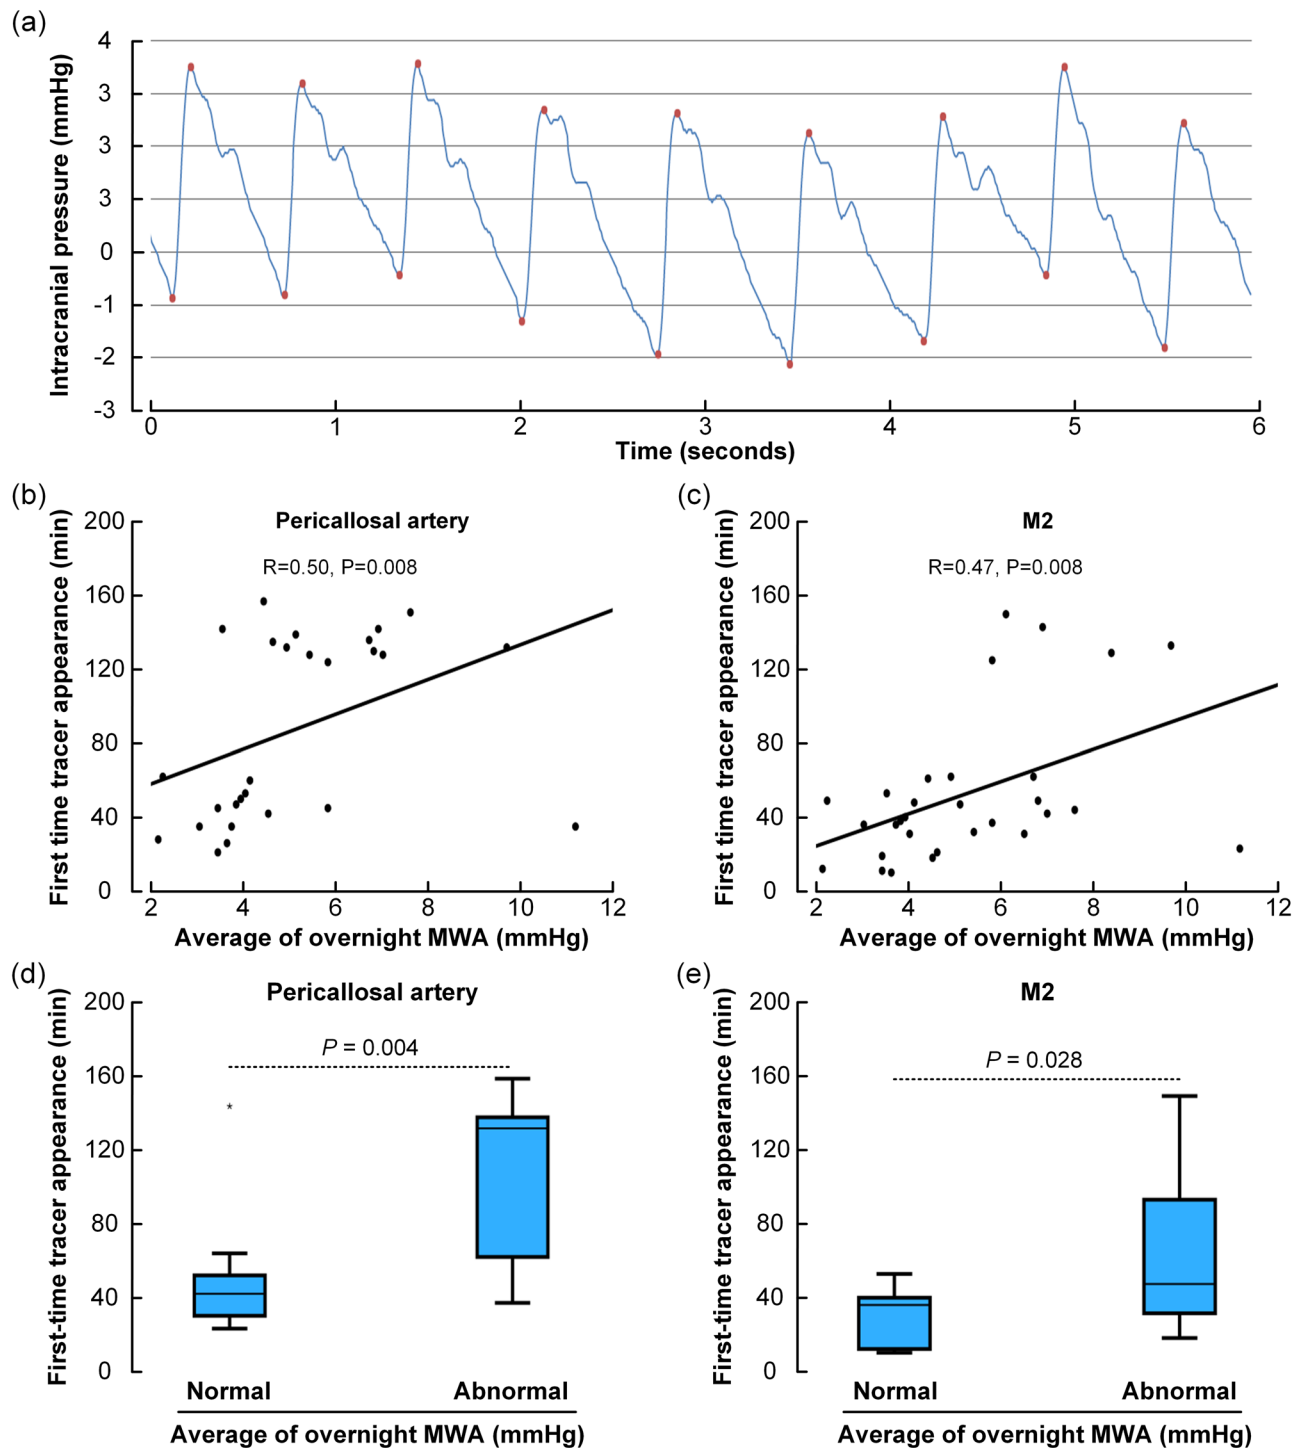 (a)
Intracranial pressure (mmHg)
4
3
3
3
0
-1
-2
-3
0 1 2 3 4 5 6
Time (seconds)
(b)
Pericallosal artery
R=0.50, P=0.008
First time tracer appearance (min)
200
160
120
80
40
0
2 4 6 8 10 12
Average of overnight MWA (mmHg)
(c)
M2
R=0.47, P=0.008
First time tracer appearance (min)
200
160
120
80
40
0
2 4 6 8 10 12
Average of overnight MWA (mmHg)
(d)
Pericallosal artery
P = 0.004
*
First-time tracer appearance (min)
200
160
120
80
40
0
Normal Abnormal
Average of overnight MWA (mmHg)
(e)
M2
P = 0.028
First-time tracer appearance (min)
200
160
120
80
40
0
Normal Abnormal
Average of overnight MWA (mmHg)